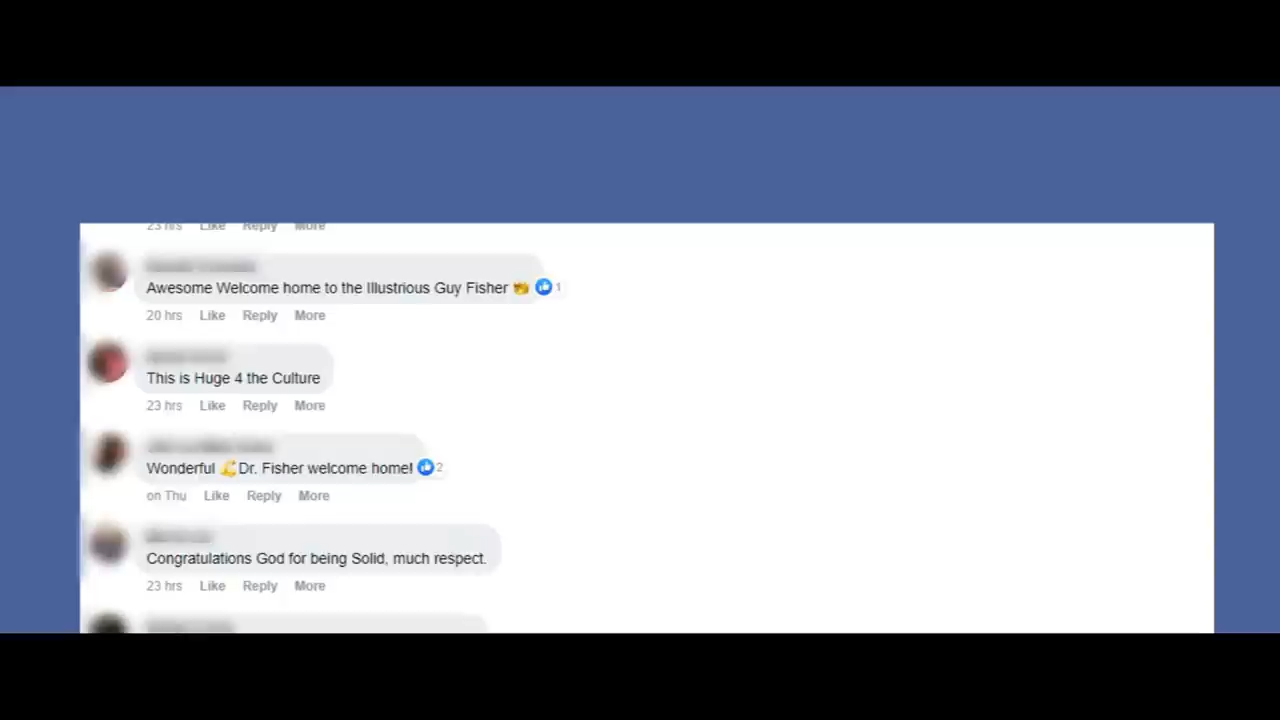 23 hrs Like Reply More
Awesome Welcome home to the Illustrious Guy Fisher 1
20 hrs Like Reply More
This is Huge 4 the Culture
23 hrs Like Reply More
Wonderful 💪Dr. Fisher welcome home! 2
on Thu Like Reply More
Congratulations God for being Solid, much respect.
23 hrs Like Reply More